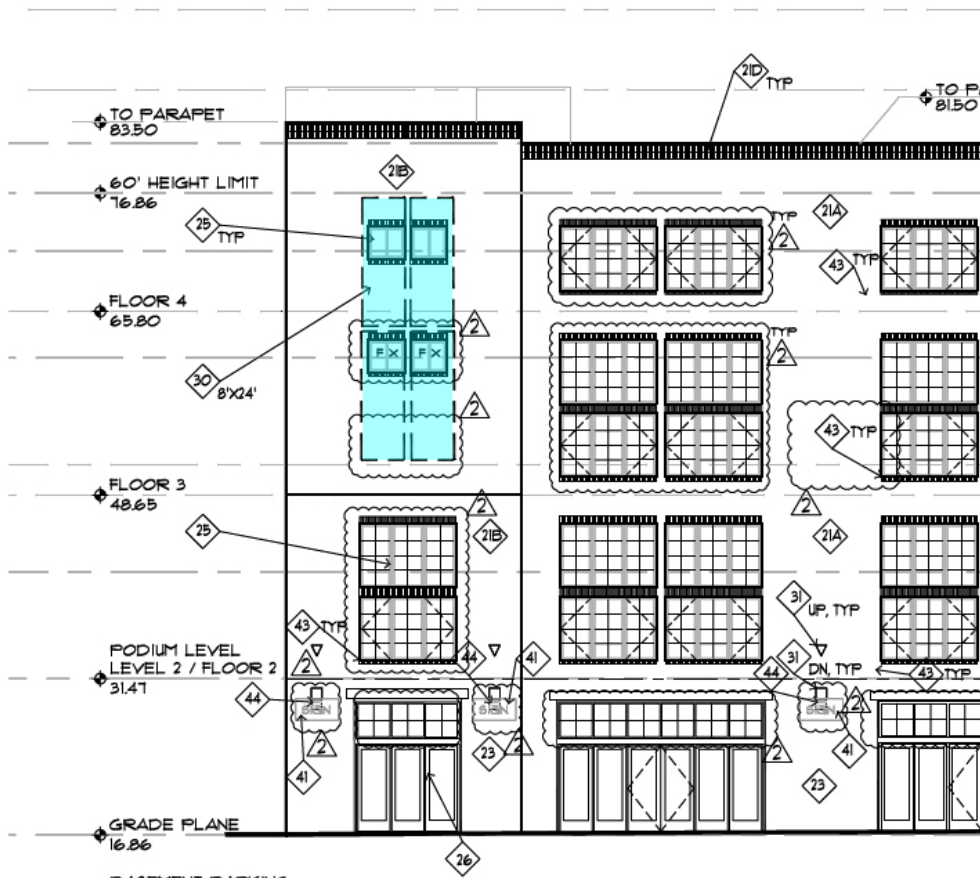 21D
TYP
TO PARAPET
83.50
81.50
21B
60' HEIGHT LIMIT
76.86
25
TYP
TYP
21A
2
43
TYP
FLOOR 4
65.80
2
TYP
2
F X
F X
30
8'X24'
2
43
TYP
FLOOR 3
48.65
2
2
25
21B
21A
31
UP, TYP
43
TYP
PODIUM LEVEL
LEVEL 2 / FLOOR 2
31.47
2
44
41
31
DN, TYP
44
43
TYP
44
SIGN
SIGN
SIGN
2
2
23
2
2
41
41
23
GRADE PLANE
16.86
26